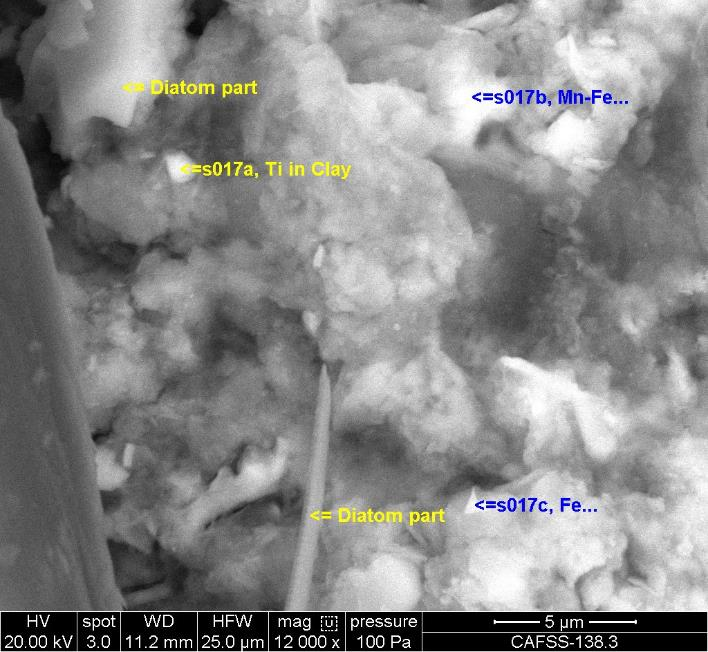 <= Diatom part
<=s017b, Mn-Fe...
<=s017a, Ti in Clay
<=s017c, Fe...
<= Diatom part
HV spot WD HFW mag pressure 5 µm
20.00 kV 3.0 11.2 mm 25.0 µm 12 000 x 100 Pa CAFSS-138.3